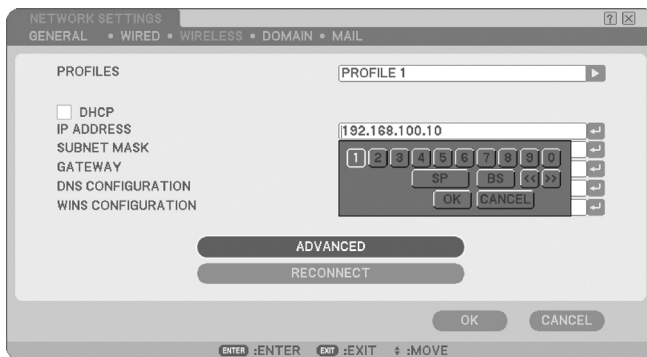 NETWORK SETTINGS
GENERAL • WIRED • WIRELESS • DOMAIN • MAIL
PROFILES PROFILE 1
DHCP
IP ADDRESS 192.168.100.10
SUBNET MASK
GATEWAY
DNS CONFIGURATION
WINS CONFIGURATION
1 2 3 4 5 6 7 8 9 0
SP BS << >>
OK CANCEL
ADVANCED
RECONNECT
OK CANCEL
ENTER :ENTER EXIT :EXIT :MOVE